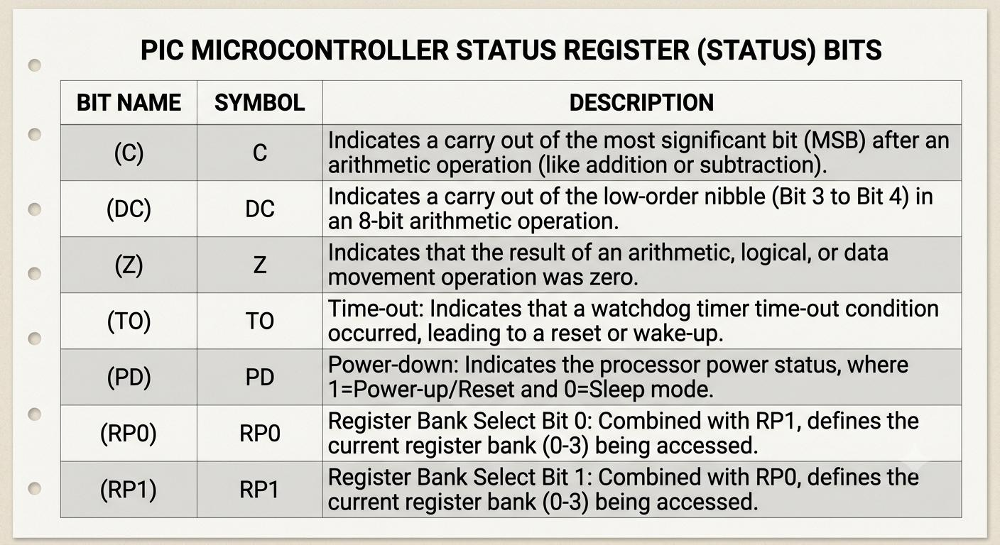 PIC MICROCONTROLLER STATUS REGISTER (STATUS) BITS
BIT NAME SYMBOL DESCRIPTION
(C) C Indicates a carry out of the most significant bit (MSB) after an
arithmetic operation (like addition or subtraction).
(DC) DC Indicates a carry out of the low-order nibble (Bit 3 to Bit 4) in
an 8-bit arithmetic operation.
(Z) Z Indicates that the result of an arithmetic, logical, or data
movement operation was zero.
(TO) TO Time-out: Indicates that a watchdog timer time-out condition
occurred, leading to a reset or wake-up.
(PD) PD Power-down: Indicates the processor power status, where
1=Power-up/Reset and 0=Sleep mode.
(RP0) RP0 Register Bank Select Bit 0: Combined with RP1, defines the
current register bank (0-3) being accessed.
(RP1) RP1 Register Bank Select Bit 1: Combined with RP0, defines the
current register bank (0-3) being accessed.